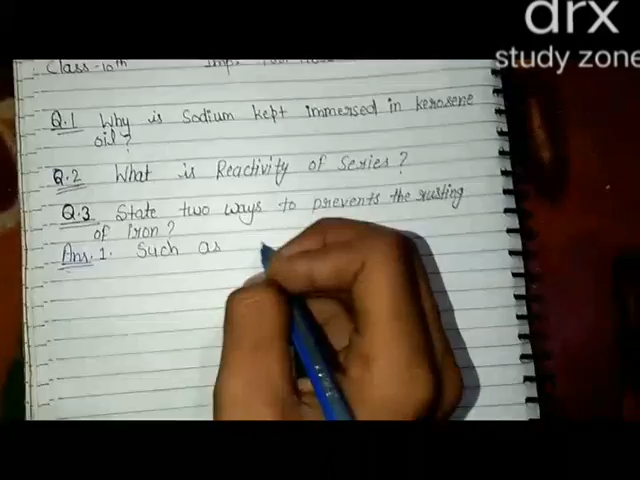 drx
study zone
Class-10th Imp.
Q.1 Why is Sodium kept immersed in kerosene
oil?
Q.2 What is Reactivity of Series?
Q.3 State two ways to prevents the rusting
of Iron?
Ans. 1. Such as